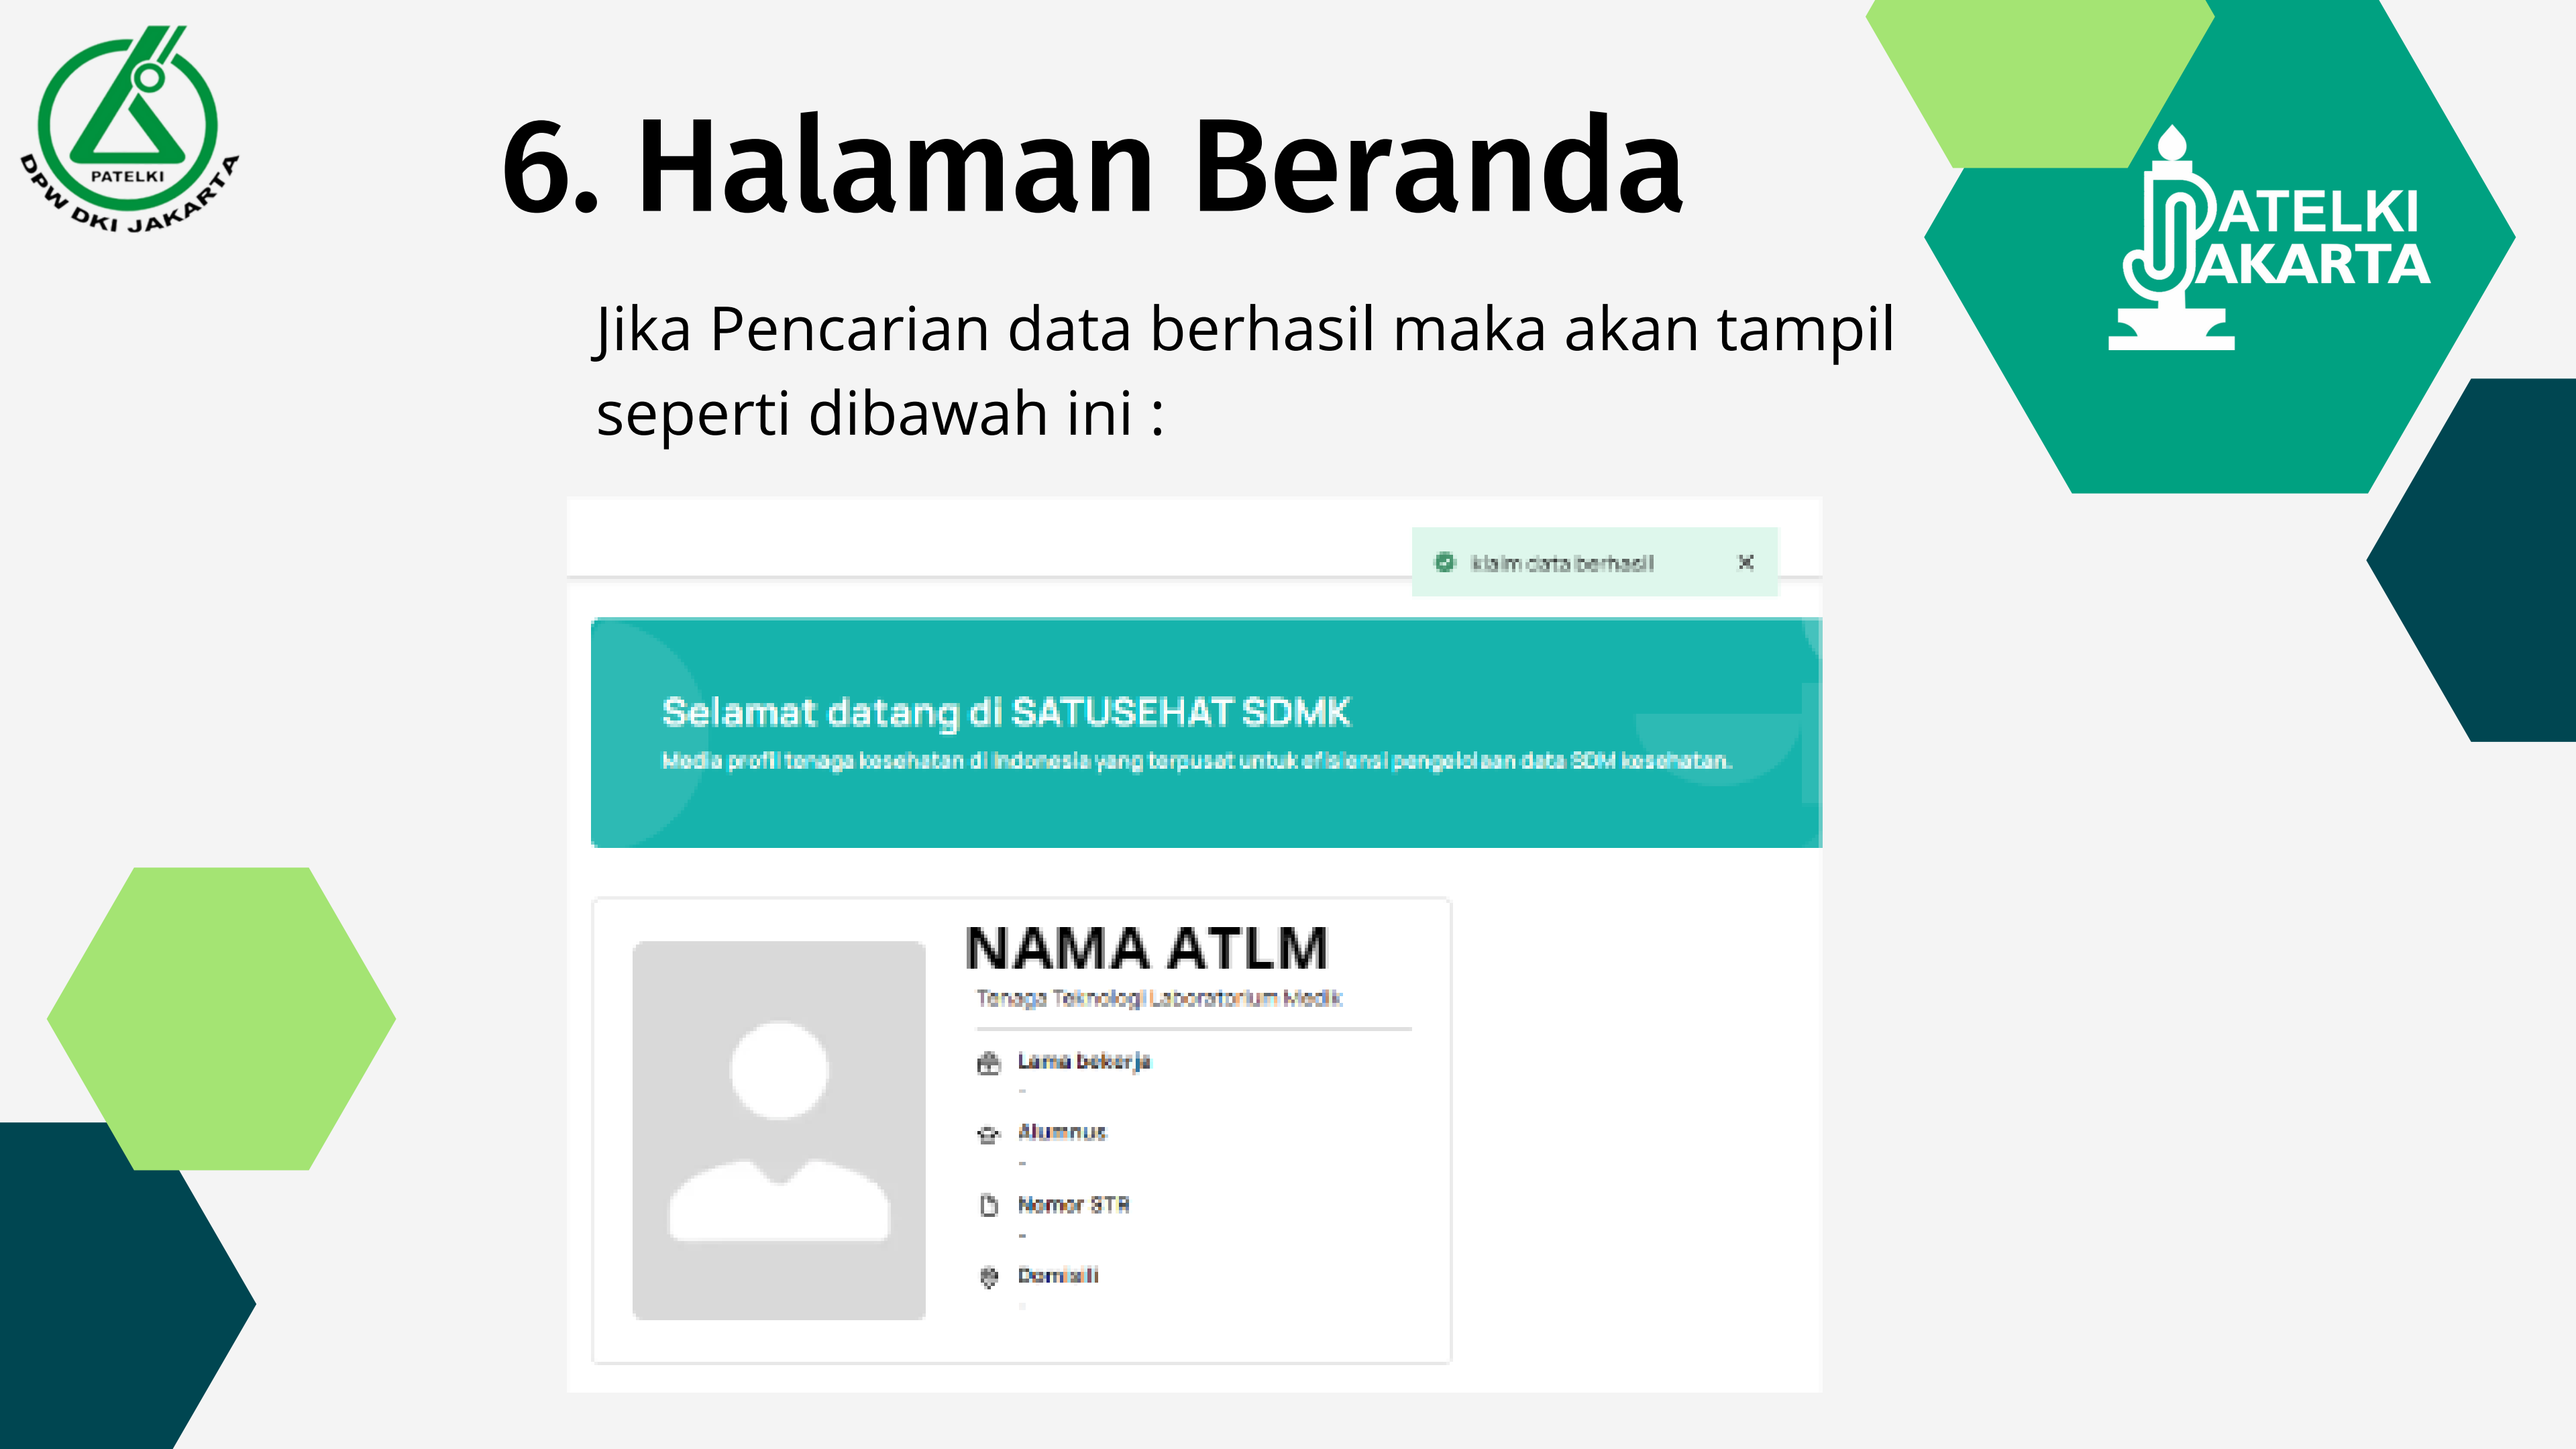 PATELKI
DPW DKI JAKARTA
6. Halaman Beranda
PATELKI
JAKARTA
Jika Pencarian data berhasil maka akan tampil
seperti dibawah ini :
klaim data berhasil
Selamat datang di SATUSEHAT SDMK
Media profil tenaga kesehatan di Indonesia yang terpusat untuk efisiensi pengelolaan data SDM kesehatan.
NAMA ATLM
Tenaga Teknologi Laboratorium Medik
Lama bekerja
-
Alumnus
-
Nomor STR
-
Domisili
-